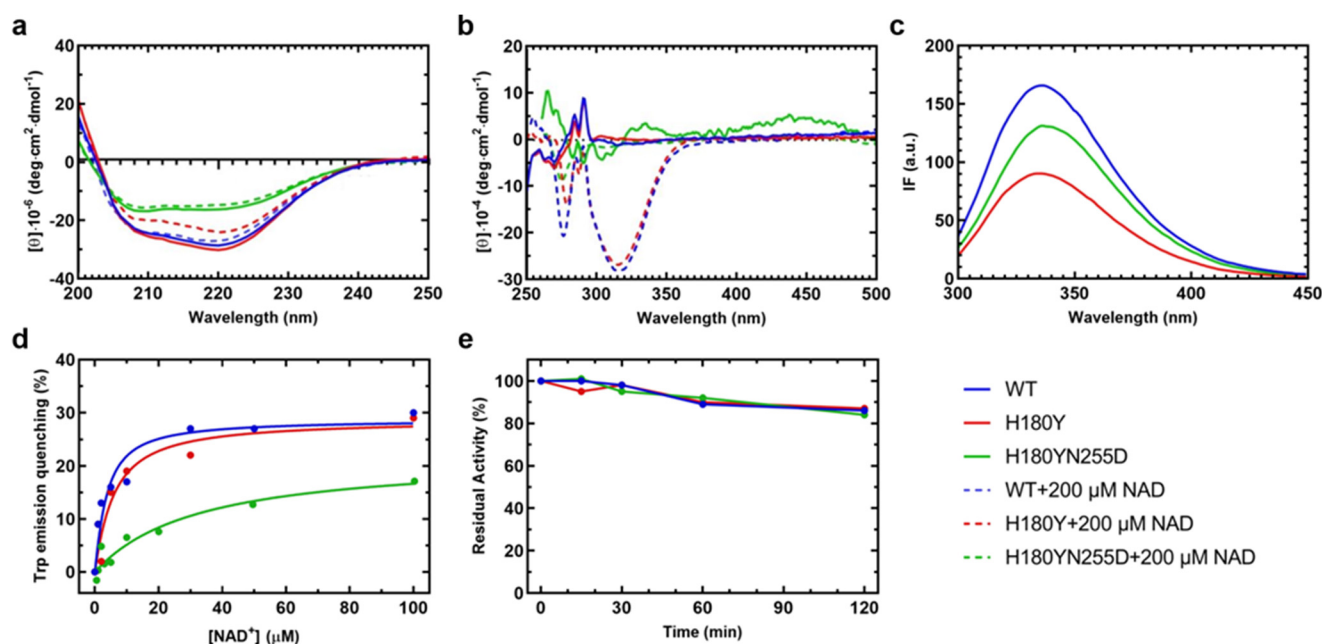 a
[θ]·10⁻⁶ (deg·cm²·dmol⁻¹)
40
20
0
-20
-40
200
210
220
230
240
250
Wavelength (nm)
b
[θ]·10⁻⁴ (deg·cm²·dmol⁻¹)
20
10
0
-10
-20
-30
250
300
350
400
450
500
Wavelength (nm)
c
IF (a.u.)
200
150
100
50
0
300
350
400
450
Wavelength (nm)
d
Trp emission quenching (%)
40
30
20
10
0
0
20
40
60
80
100
[NAD⁺] (μM)
e
Residual Activity (%)
100
80
60
40
20
0
0
30
60
90
120
Time (min)
WT
H180Y
H180YN255D
WT+200 μM NAD
H180Y+200 μM NAD
H180YN255D+200 μM NAD